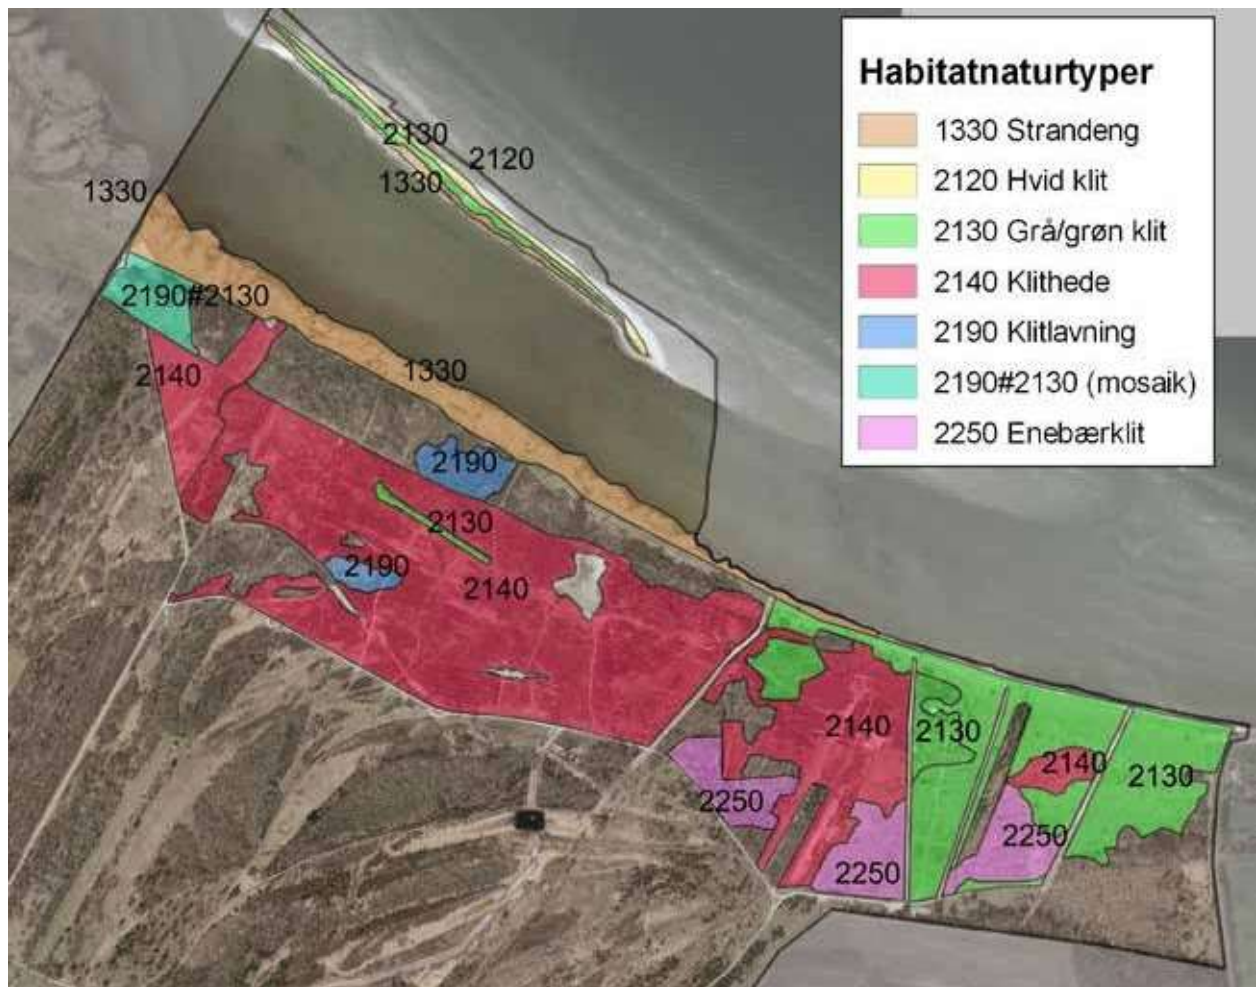 Habitatnaturtyper
1330 Strandeng
2120 Hvid klit
2130 Grå/grøn klit
2140 Klithede
2190 Klitlavning
2190#2130 (mosaik)
2250 Enebærklit
2130
2120
1330
1330
2190#2130
2140
1330
2190
2130
2190
2140
2140
2130
2140
2130
2250
2250
2250